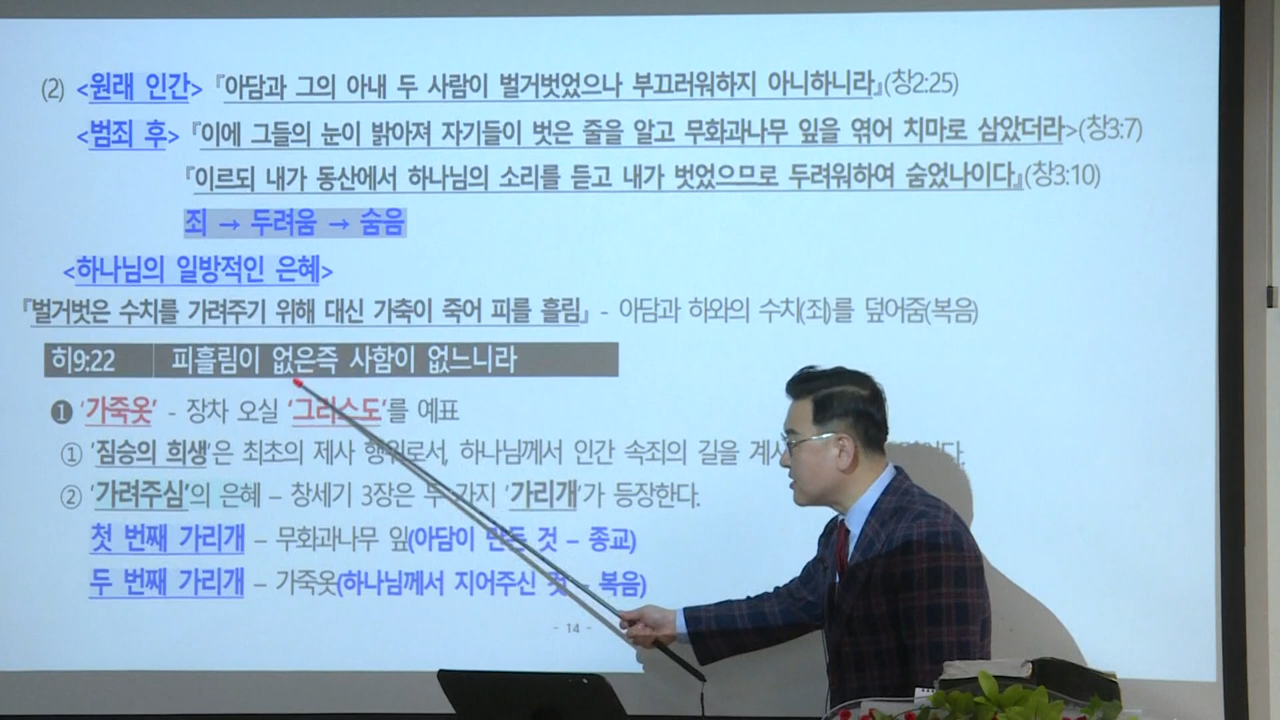 (2) <원래 인간> 『아담과 그의 아내 두 사람이 벌거벗었으나 부끄러워하지 아니하니라』(창2:25)
<범죄 후> 『이에 그들의 눈이 밝아져 자기들이 벗은 줄을 알고 무화과나무 잎을 엮어 치마로 삼았더라>(창3:7)
『이르되 내가 동산에서 하나님의 소리를 듣고 내가 벗었으므로 두려워하여 숨었나이다』(창3:10)
죄 → 두려움 → 숨음
<하나님의 일방적인 은혜>
『벌거벗은 수치를 가려주기 위해 대신 가축이 죽어 피를 흘림』 - 아담과 하와의 수치(죄)를 덮어줌(복음)
히9:22 피흘림이 없은즉 사함이 없느니라
❶ '가죽옷' - 장차 오실 '그리스도'를 예표
① '짐승의 희생'은 최초의 제사 행위로서, 하나님께서 인간 속죄의 길을
② '가려주심'의 은혜 – 창세기 3장은 두 가지 '가리개'가 등장한다.
첫 번째 가리개 – 무화과나무 잎(아담이 만든 것 – 종교)
두 번째 가리개 – 가죽옷(하나님께서 지어주신 것 – 복음)
- 14 -